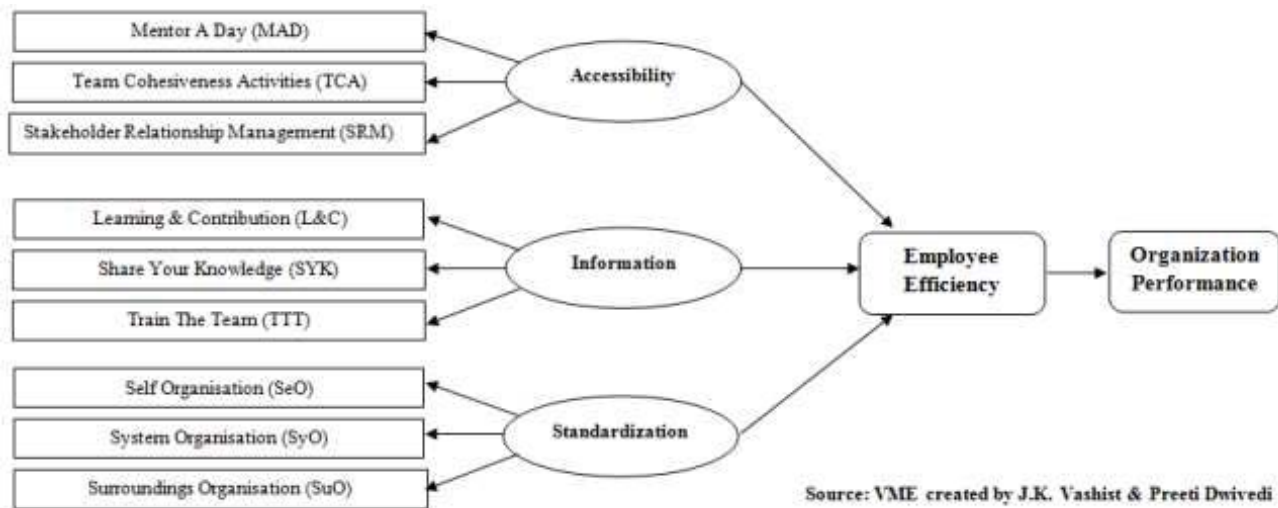 Mentor A Day (MAD)
Team Cohesiveness Activities (TCA)
Stakeholder Relationship Management (SRM)
Accessibility
Learning & Contribution (L&C)
Share Your Knowledge (SYK)
Train The Team (TTT)
Information
Self Organisation (SeO)
System Organisation (SyO)
Surroundings Organisation (SuO)
Standardization
Employee
Efficiency
Organization
Performance
Source: VME created by J.K. Vashist & Preeti Dwivedi